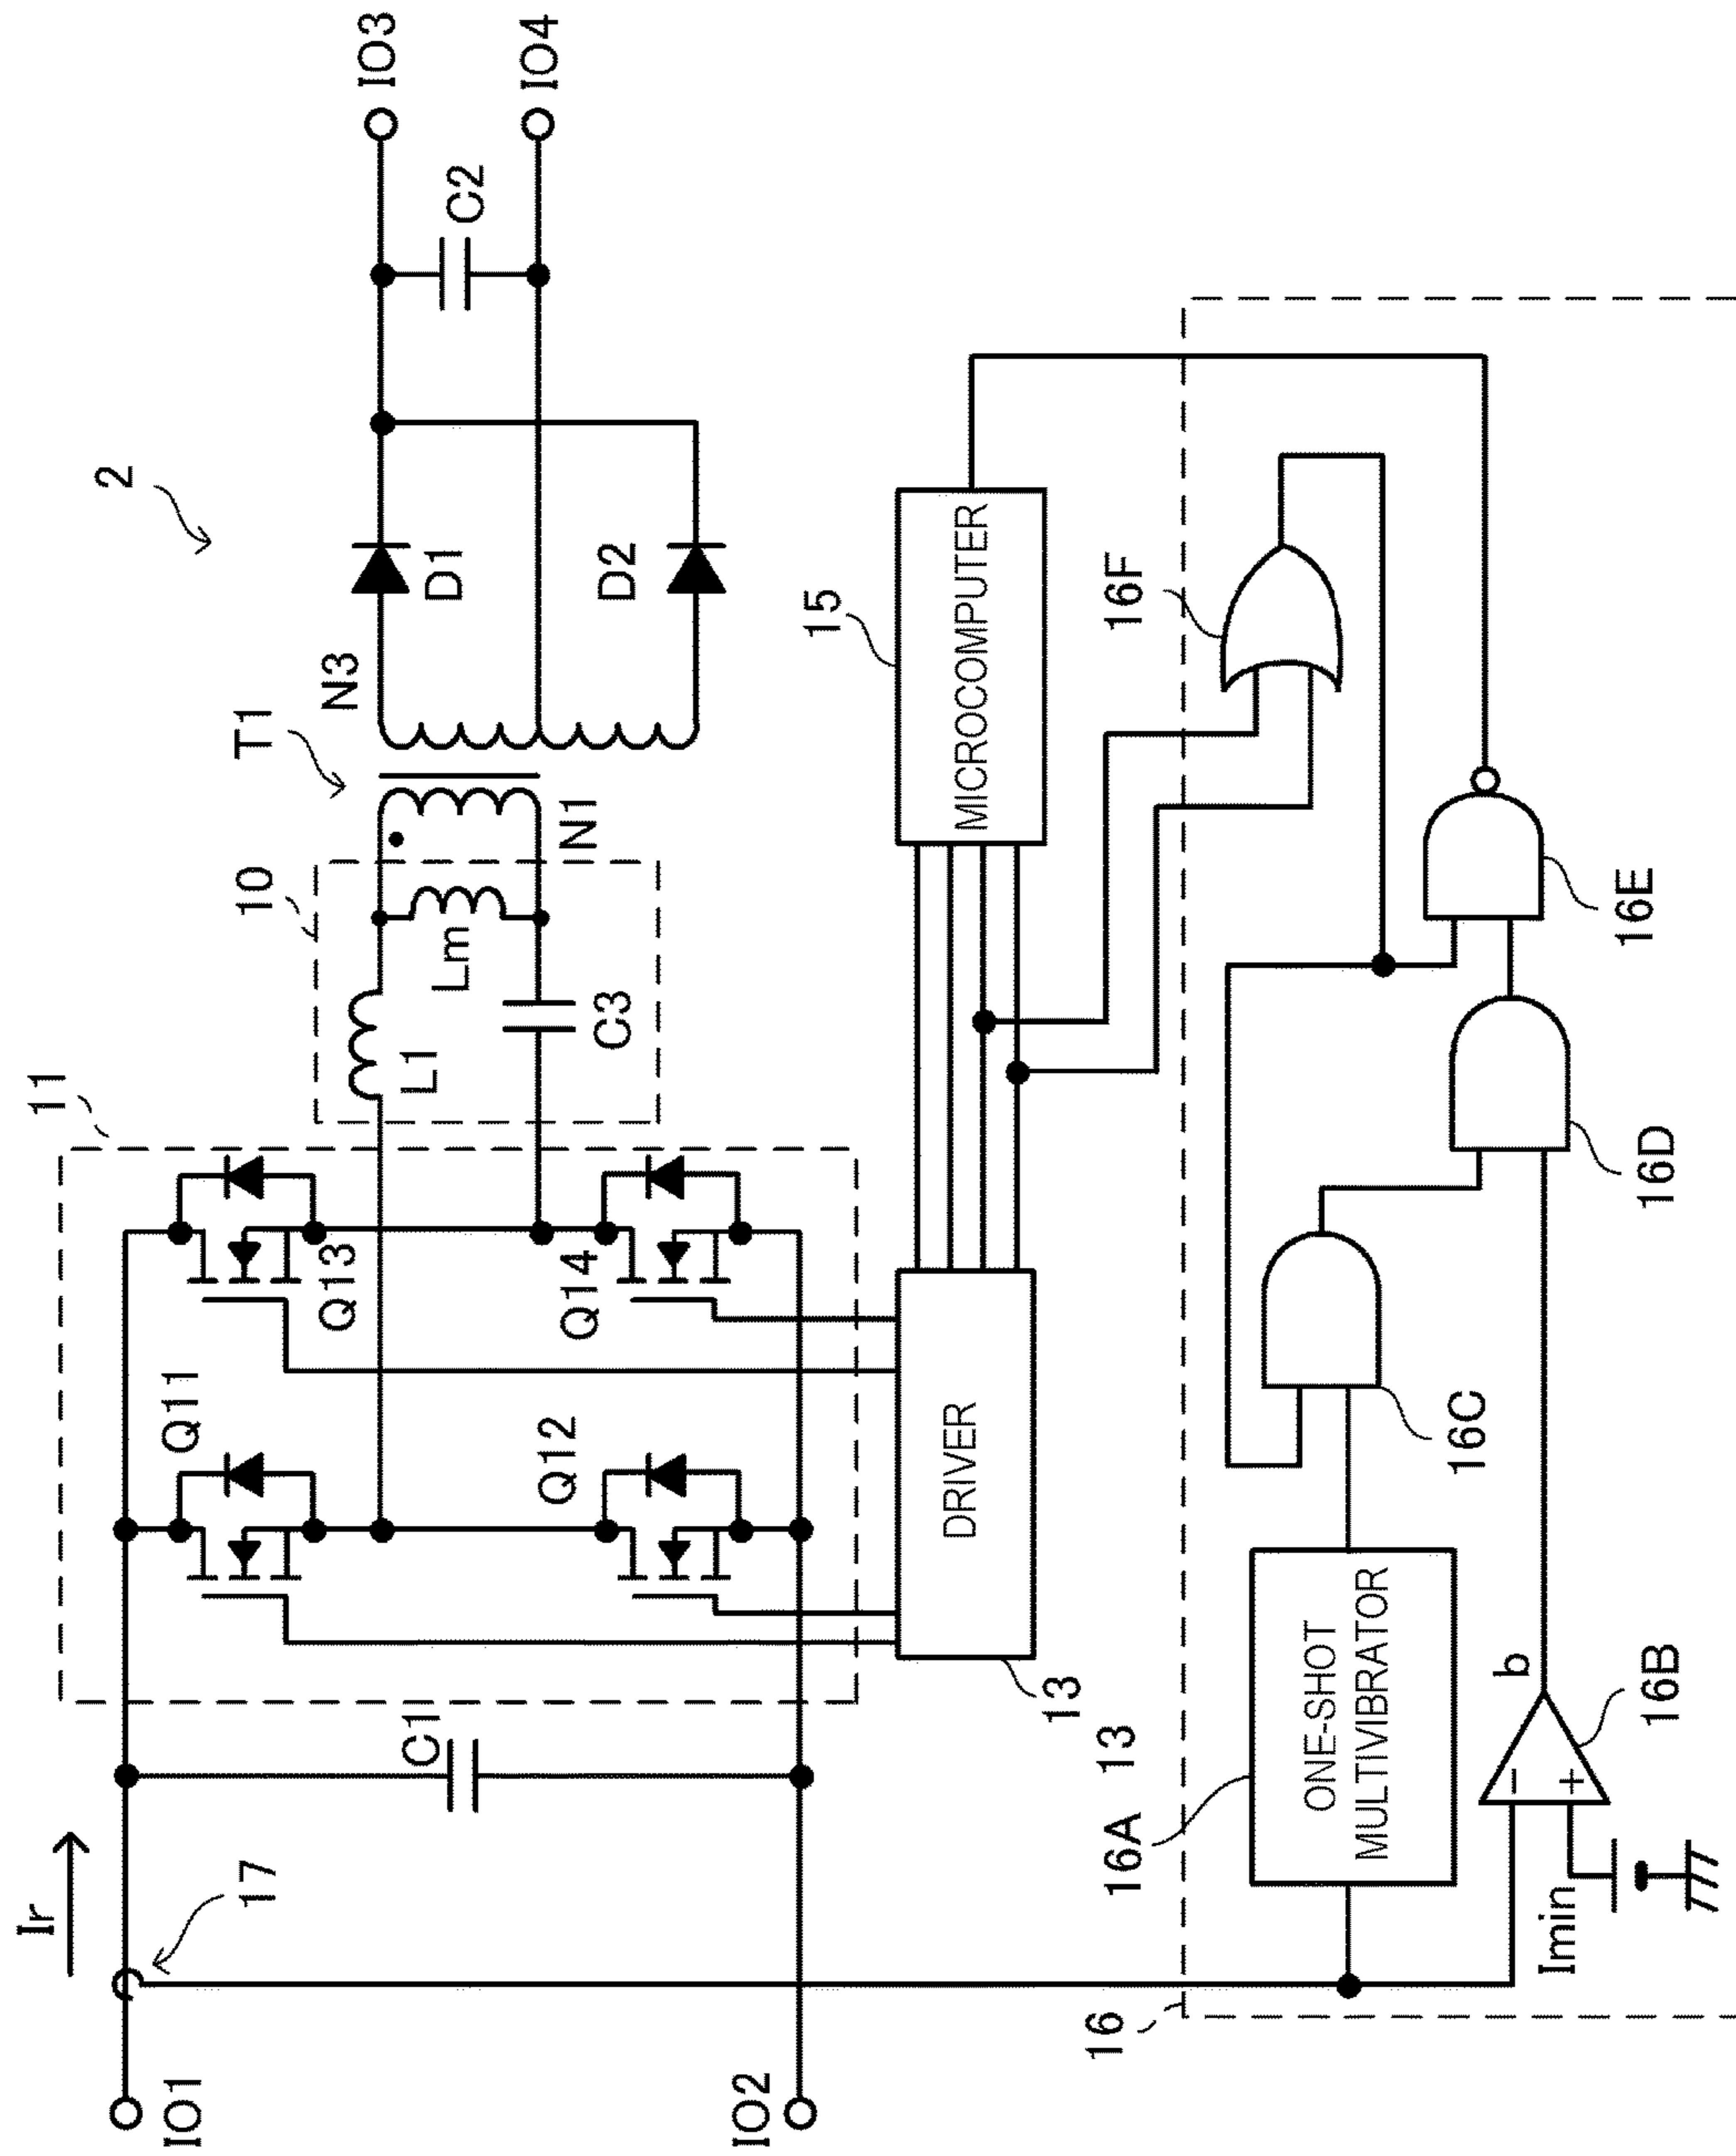 2
IO3
IO4
C2
D1
D2
N3
T1
N1
10
Lm
L1
C3
11
Q13
Q14
Q11
Q12
C1
Ir
17
IO1
IO2
15
MICROCOMPUTER
DRIVER
13
16F
16E
16D
16C
16A
13
ONE-SHOT
MULTIVIBRATOR
b
16B
−
+
Imin
16